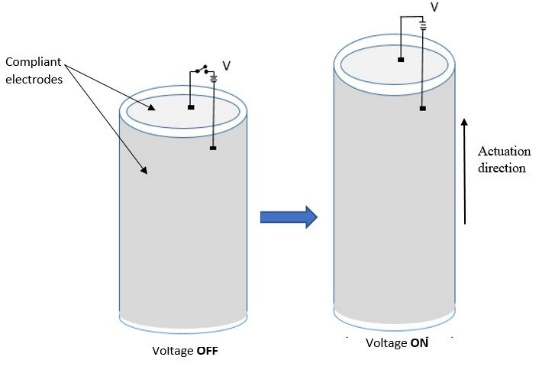 V
Compliant
electrodes
V
Actuation
direction
Voltage OFF
Voltage ON